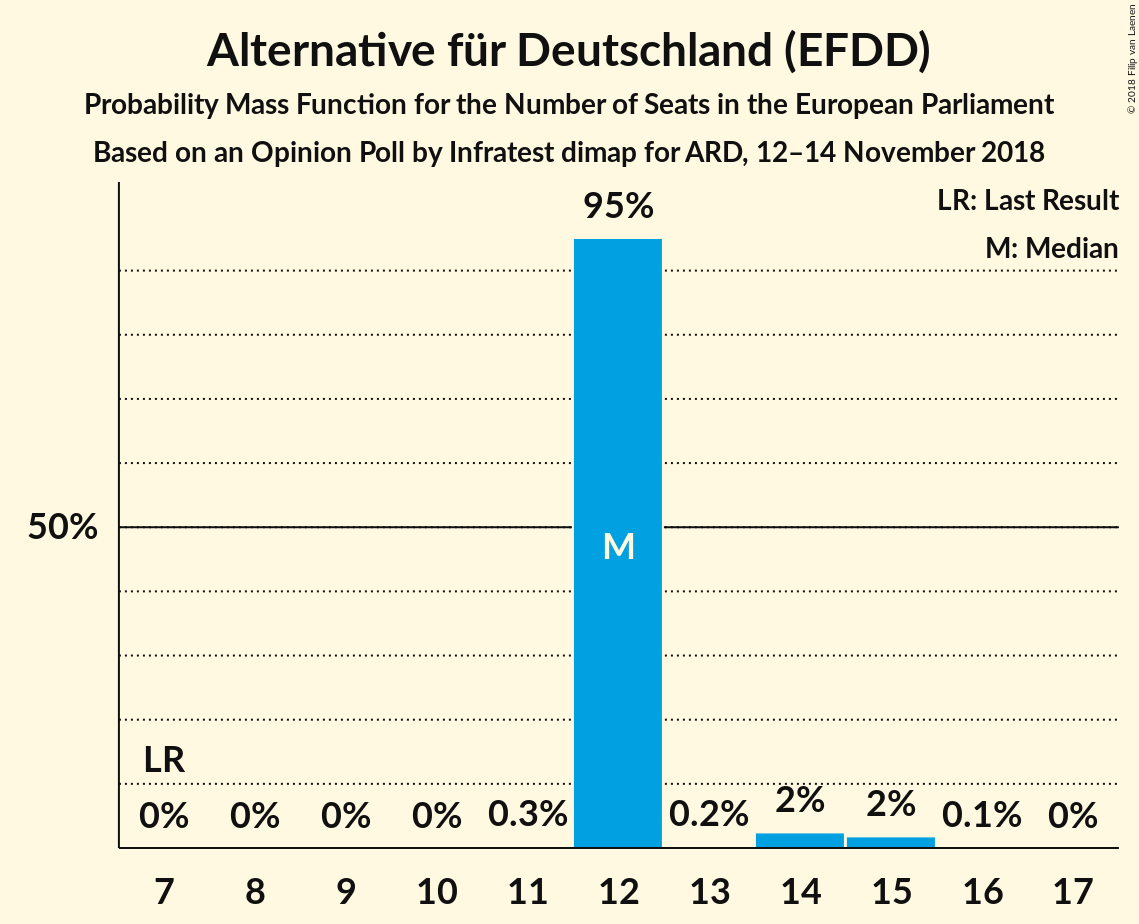 Alternative für Deutschland (EFDD)
Probability Mass Function for the Number of Seats in the European Parliament
Based on an Opinion Poll by Infratest dimap for ARD, 12–14 November 2018
© 2018 Filip van Laenen
LR: Last Result
M: Median
95%
50%
M
LR
0% 0% 0% 0% 0.3% 0.2% 2% 2% 0.1% 0%
7 8 9 10 11 12 13 14 15 16 17